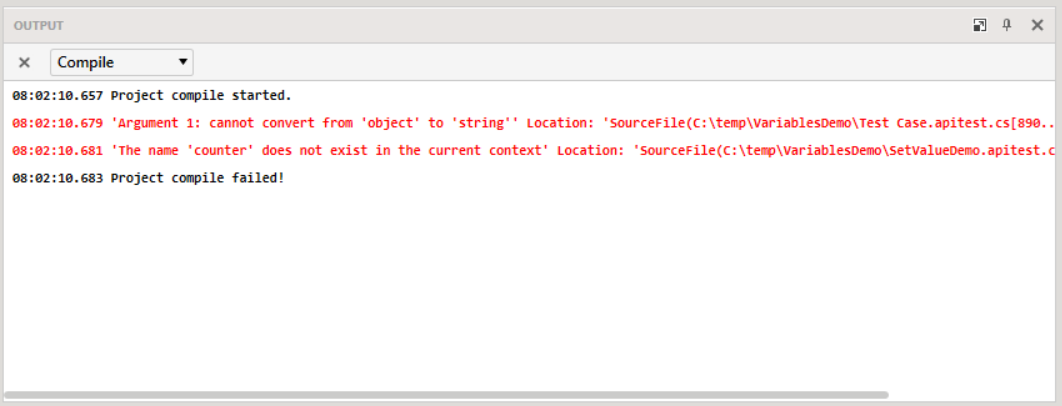 OUTPUT
Compile
08:02:10.657 Project compile started.
08:02:10.679 'Argument 1: cannot convert from 'object' to 'string'' Location: 'SourceFile(C:\temp\VariablesDemo\Test Case.apitest.cs[890..
08:02:10.681 'The name 'counter' does not exist in the current context' Location: 'SourceFile(C:\temp\VariablesDemo\SetValueDemo.apitest.c
08:02:10.683 Project compile failed!